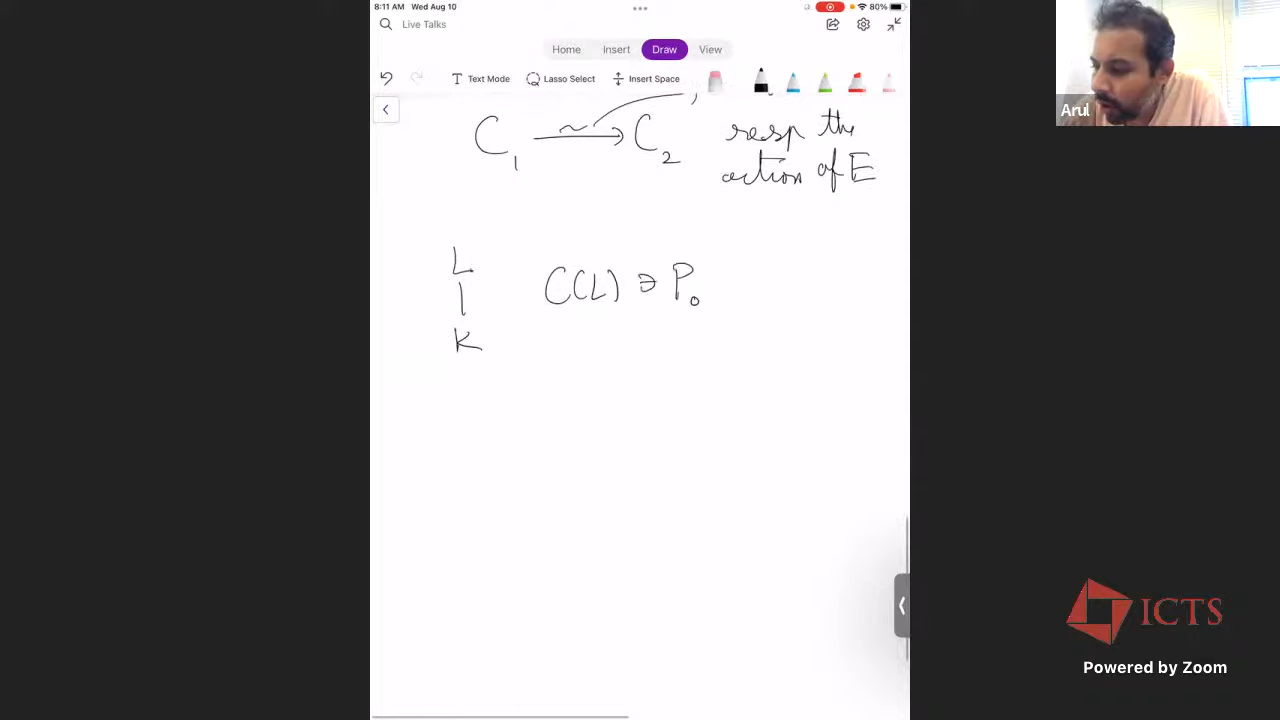 8:11 AM Wed Aug 10
80%
Live Talks
Home Insert Draw View
Text Mode Lasso Select Insert Space
C₁ ⥲ C₂ resp the
action of E
L
C(L) ∋ P₀
K
Arul
ICTS
Powered by Zoom